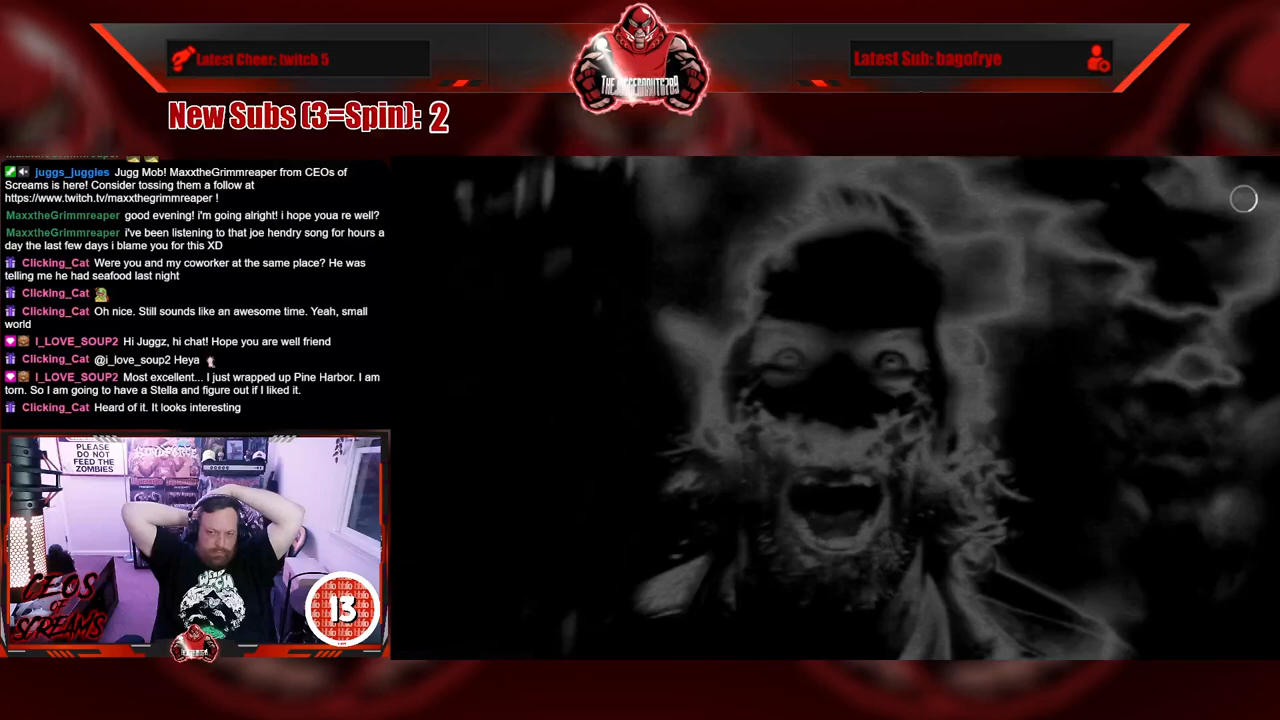 Latest Cheer: twitch 5
Latest Sub: bagofrye
New Subs (3=Spin): 2
juggs_juggles Jugg Mob! MaxxtheGrimmreaper from CEOs of
Screams is here! Consider tossing them a follow at
https://www.twitch.tv/maxxthegrimmreaper !
MaxxtheGrimmreaper good evening! i'm going alright! i hope youa re well?
MaxxtheGrimmreaper i've been listening to that joe hendry song for hours a
day the last few days i blame you for this XD
Clicking_Cat Were you and my coworker at the same place? He was
telling me he had seafood last night
Clicking_Cat
Clicking_Cat Oh nice. Still sounds like an awesome time. Yeah, small
world
I_LOVE_SOUP2 Hi Juggz, hi chat! Hope you are well friend
Clicking_Cat @i_love_soup2 Heya
I_LOVE_SOUP2 Most excellent... I just wrapped up Pine Harbor. I am
torn. So I am going to have a Stella and figure out if I liked it.
Clicking_Cat Heard of it. It looks interesting
PLEASE
DO NOT
FEED THE
ZOMBIES
CEOS
OF
SCREAMS
13